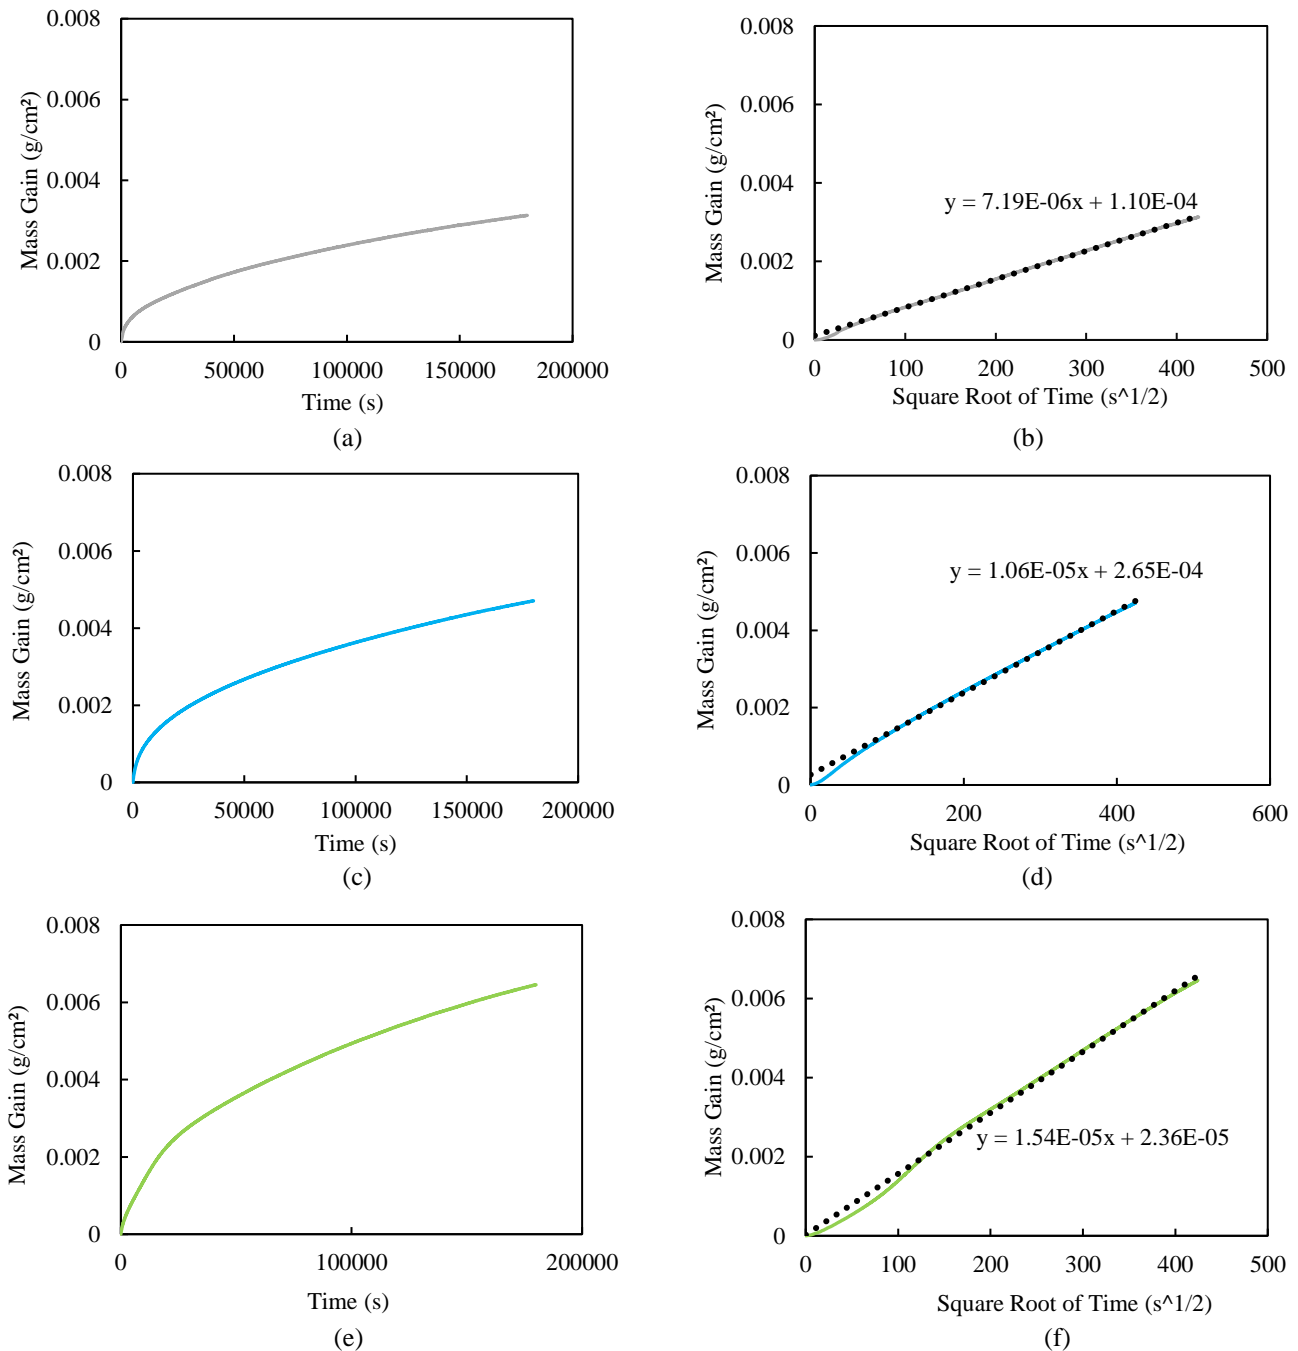 0.008
0.006
0.004
0.002
0
Mass Gain (g/cm²)
0 50000 100000 150000 200000
Time (s)
(a)
0.008
0.006
0.004
0.002
0
Mass Gain (g/cm²)
y = 7.19E-06x + 1.10E-04
0 100 200 300 400 500
Square Root of Time (s^1/2)
(b)
0.008
0.006
0.004
0.002
0
Mass Gain (g/cm²)
0 50000 100000 150000 200000
Time (s)
(c)
0.008
0.006
0.004
0.002
0
Mass Gain (g/cm²)
y = 1.06E-05x + 2.65E-04
0 200 400 600
Square Root of Time (s^1/2)
(d)
0.008
0.006
0.004
0.002
0
Mass Gain (g/cm²)
0 100000 200000
Time (s)
(e)
0.008
0.006
0.004
0.002
0
Mass Gain (g/cm²)
y = 1.54E-05x + 2.36E-05
0 100 200 300 400 500
Square Root of Time (s^1/2)
(f)